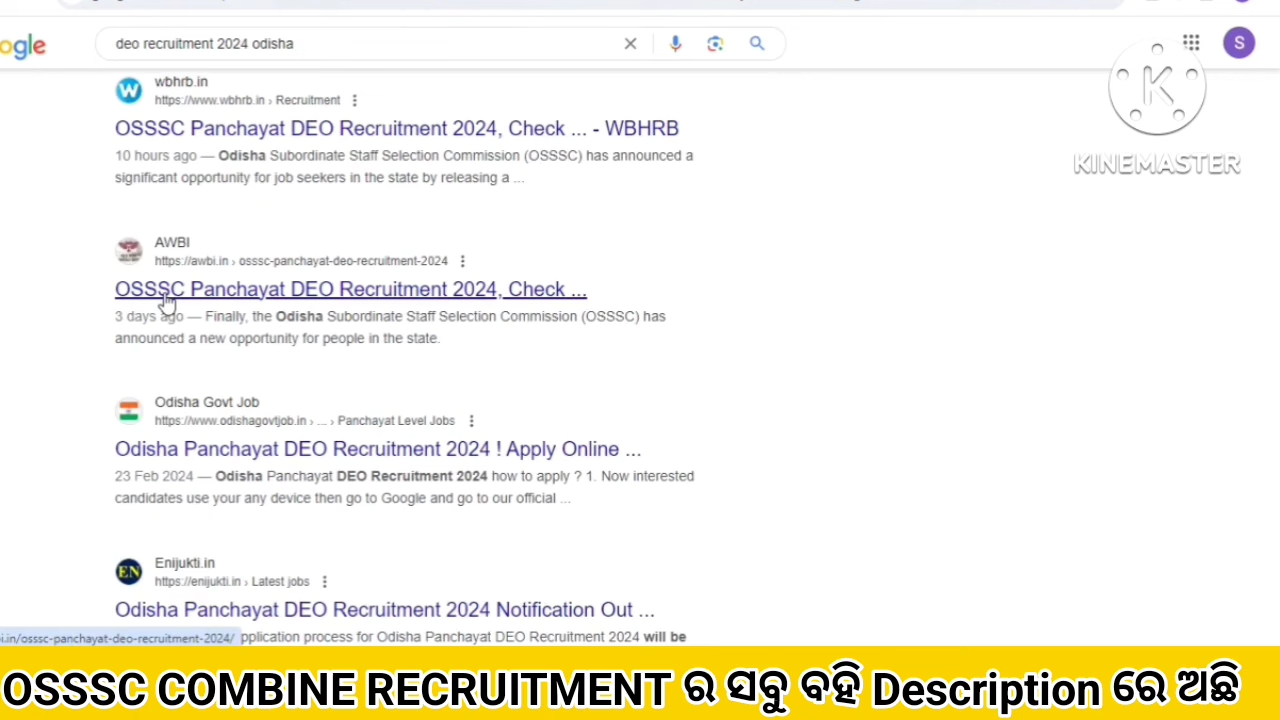 ogle
deo recruitment 2024 odisha
S
K
KINEMASTER
W
wbhrb.in
https://www.wbhrb.in › Recruitment
OSSSC Panchayat DEO Recruitment 2024, Check ... - WBHRB
10 hours ago — Odisha Subordinate Staff Selection Commission (OSSSC) has announced a
significant opportunity for job seekers in the state by releasing a ...
AWBI
https://awbi.in › osssc-panchayat-deo-recruitment-2024
OSSSC Panchayat DEO Recruitment 2024, Check ...
3 days ago — Finally, the Odisha Subordinate Staff Selection Commission (OSSSC) has
announced a new opportunity for people in the state.
Odisha Govt Job
https://www.odishagovtjob.in › ... › Panchayat Level Jobs
Odisha Panchayat DEO Recruitment 2024 ! Apply Online ...
23 Feb 2024 — Odisha Panchayat DEO Recruitment 2024 how to apply ? 1. Now interested
candidates use your any device then go to Google and go to our official ...
EN
Enijukti.in
https://enijukti.in › Latest jobs
Odisha Panchayat DEO Recruitment 2024 Notification Out ...
i.in/osssc-panchayat-deo-recruitment-2024/ pplication process for Odisha Panchayat DEO Recruitment 2024 will be
OSSSC COMBINE RECRUITMENT ର ସବୁ ବହି Description ରେ ଅଛି